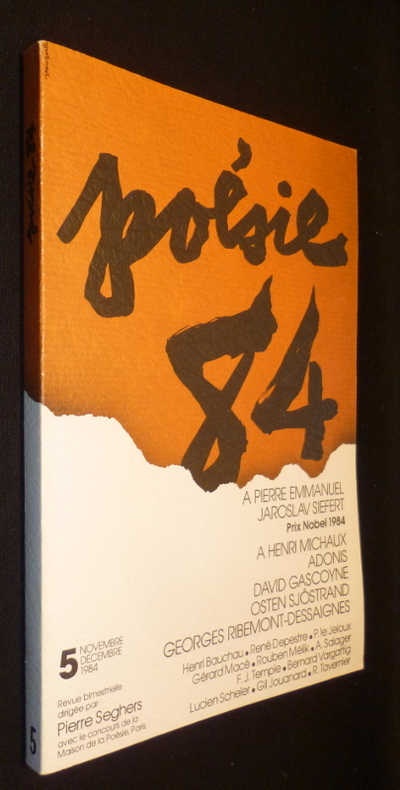 poésie
84
A PIERRE EMMANUEL
JAROSLAV SIEFERT
Prix Nobel 1984
A HENRI MICHAUX
ADONIS
DAVID GASCOYNE
OSTEN SJÖSTRAND
GEORGES RIBEMONT-DESSAIGNES
Henri Bauchau • René Depestre • P. le Jeloux
Gérard Macé • Rouben Mélik • A. Salager
F. J. Temple • Bernard Vargaftig
Lucien Scheler • Gil Jouanard • R. Tavernier
5 NOVEMBRE
DECEMBRE
1984
Revue bimestrielle
dirigée par
Pierre Seghers
avec le concours de la
Maison de la Poésie, Paris
poésie 84
5